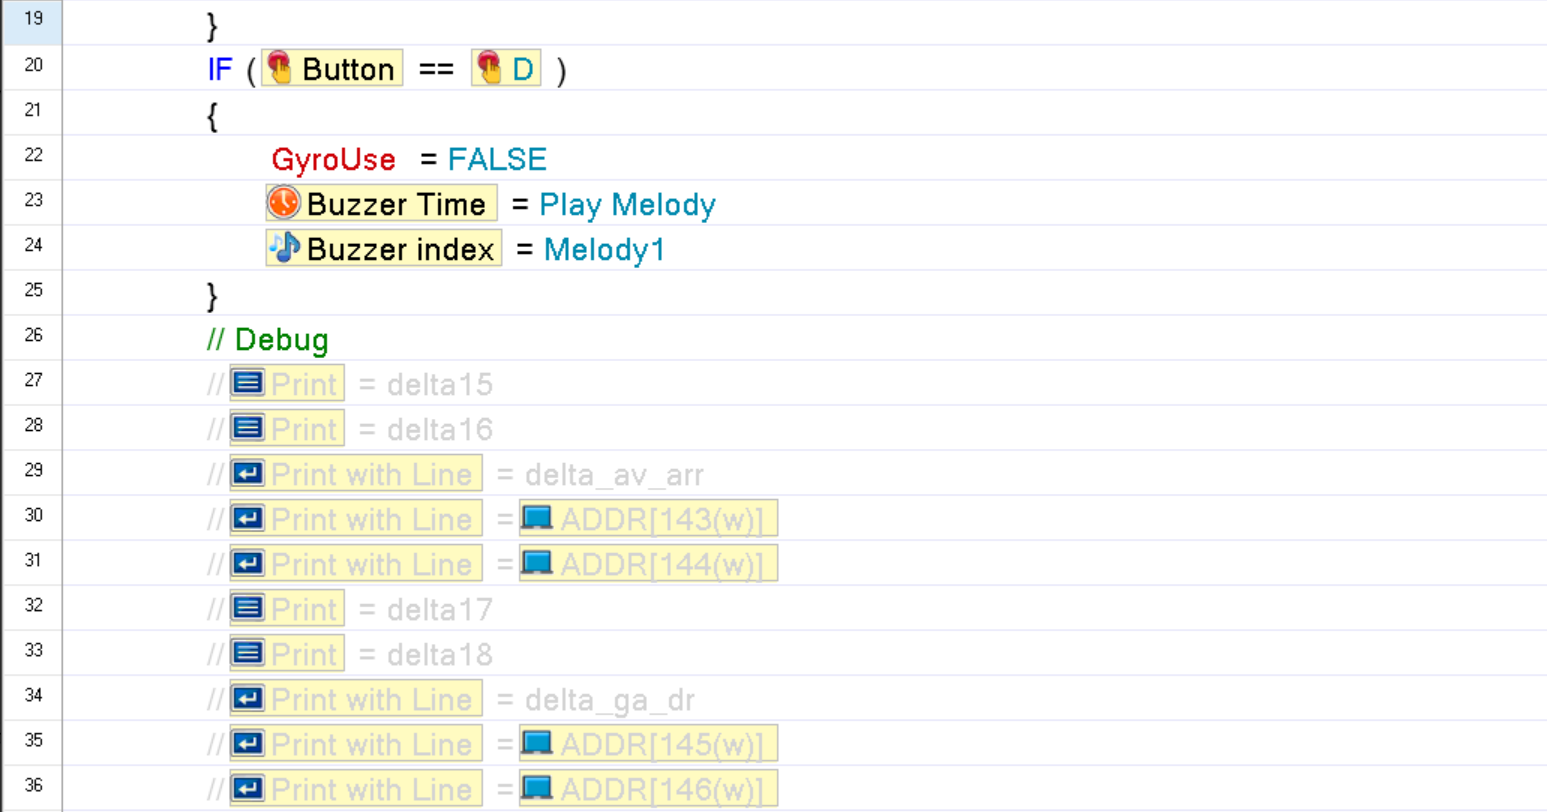 19 }
20 IF ( Button == D )
21 {
22 GyroUse = FALSE
23 Buzzer Time = Play Melody
24 Buzzer index = Melody1
25 }
26 // Debug
27 // Print = delta15
28 // Print = delta16
29 // Print with Line = delta_av_arr
30 // Print with Line = ADDR[143(w)]
31 // Print with Line = ADDR[144(w)]
32 // Print = delta17
33 // Print = delta18
34 // Print with Line = delta_ga_dr
35 // Print with Line = ADDR[145(w)]
36 // Print with Line = ADDR[146(w)]